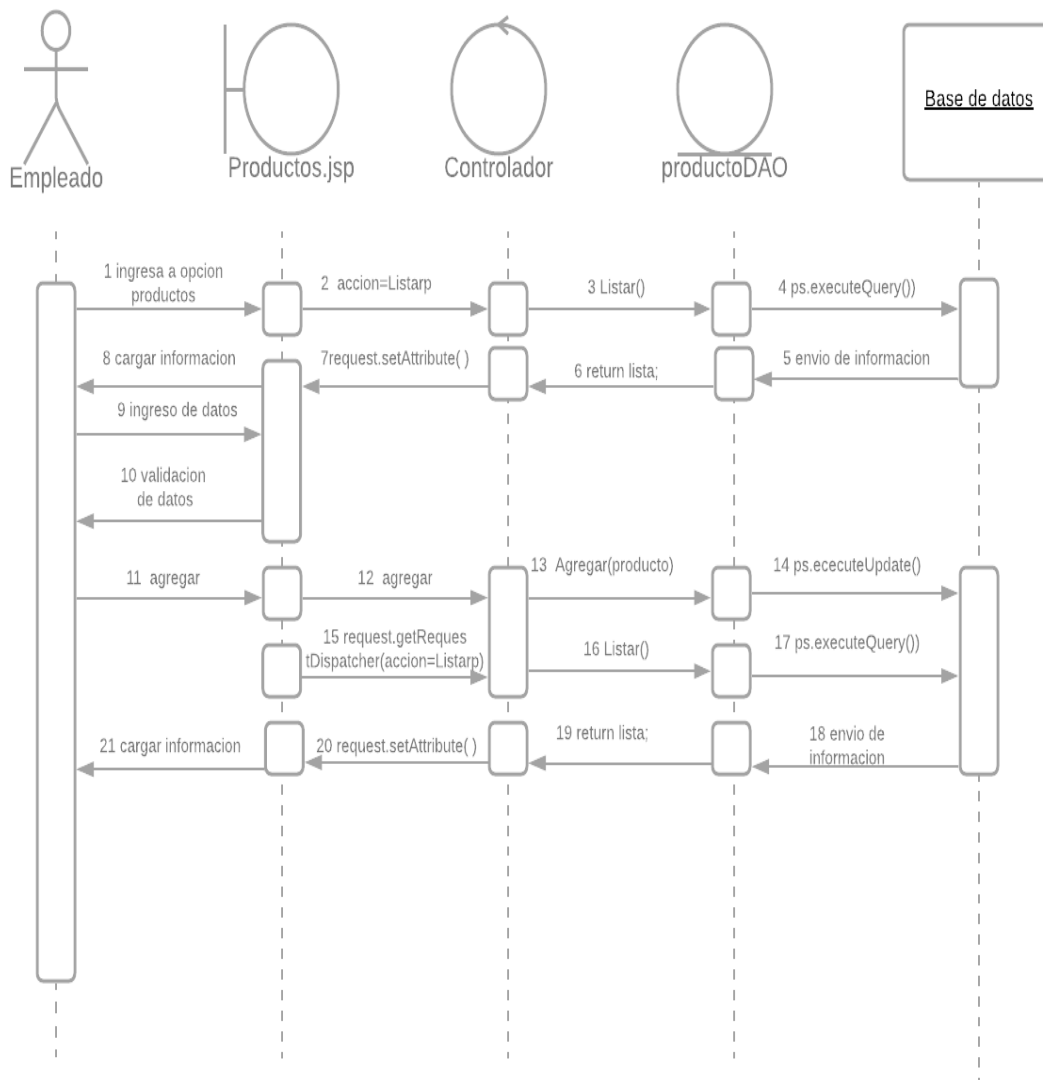 Empleado
Productos.jsp
Controlador
productoDAO
Base de datos
1 ingresa a opcion
productos
2 accion=Listarp
3 Listar()
4 ps.executeQuery())
8 cargar informacion
7request.setAttribute( )
6 return lista;
5 envio de informacion
9 ingreso de datos
10 validacion
de datos
11 agregar
12 agregar
13 Agregar(producto)
14 ps.ececuteUpdate()
15 request.getReques
tDispatcher(accion=Listarp)
16 Listar()
17 ps.executeQuery())
21 cargar informacion
20 request.setAttribute( )
19 return lista;
18 envio de
informacion